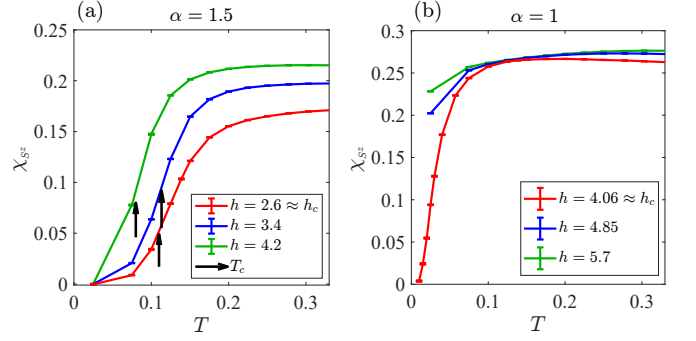 (a)
α = 1.5
0.25
0.2
0.15
0.1
0.05
0
0
0.1
0.2
0.3
χ_{S^z}
T
h = 2.6 ≈ h_c
h = 3.4
h = 4.2
T_c
(b)
α = 1
0.3
0.25
0.2
0.15
0.1
0.05
0
0
0.1
0.2
0.3
χ_{S^z}
T
h = 4.06 ≈ h_c
h = 4.85
h = 5.7